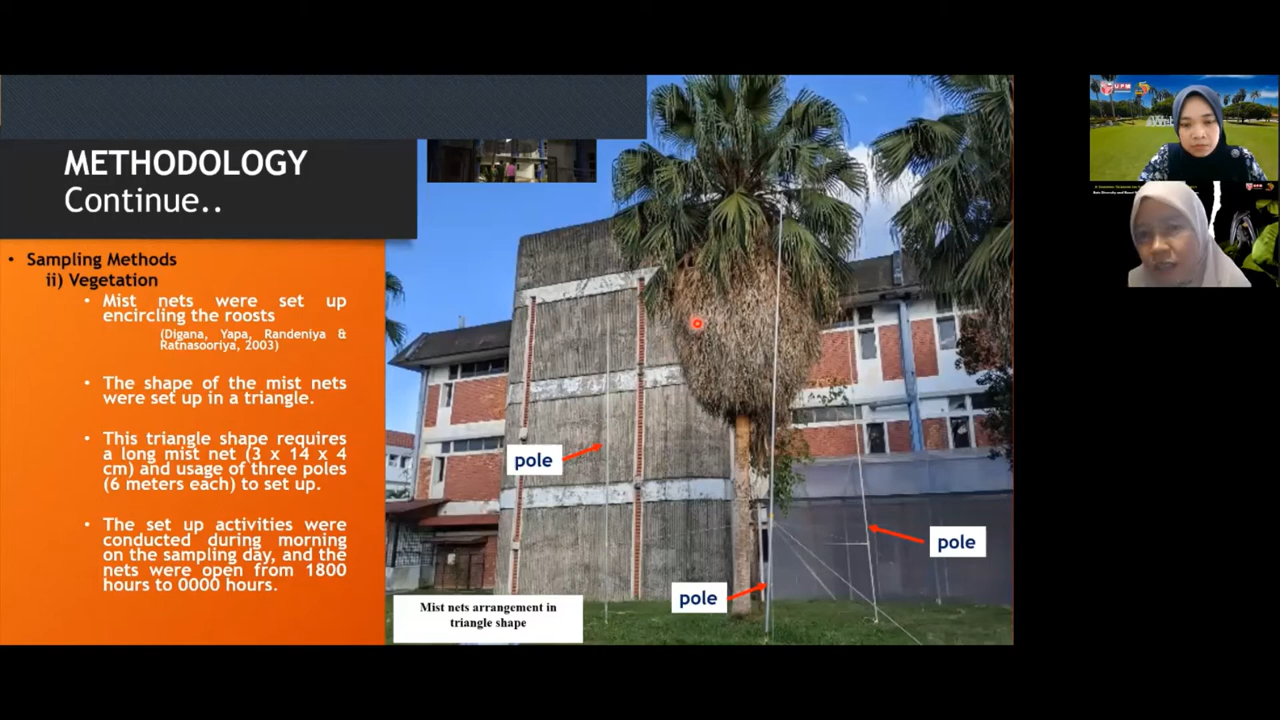 METHODOLOGY
Continue..
• Sampling Methods
ii) Vegetation
• Mist nets were set up
encircling the roosts
(Digana, Yapa, Randeniya &
Ratnasooriya, 2003)
• The shape of the mist nets
were set up in a triangle.
• This triangle shape requires
a long mist net (3 x 14 x 4
cm) and usage of three poles
(6 meters each) to set up.
• The set up activities were
conducted during morning
on the sampling day, and the
nets were open from 1800
hours to 0000 hours.
pole
pole
pole
Mist nets arrangement in
triangle shape
UPM